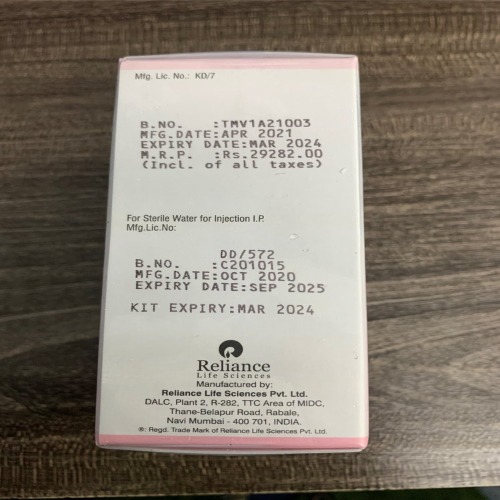 Mfg. Lic. No.: KD/7
B.NO. :TMV1A21003
MFG.DATE:APR 2021
EXPIRY DATE:MAR 2024
M.R.P. :Rs.29282.00
(Incl. of all taxes)
For Sterile Water for Injection I.P.
Mfg.Lic.No:
DD/572
B.NO. :C201015
MFG.DATE:OCT 2020
EXPIRY DATE:SEP 2025
KIT EXPIRY:MAR 2024
Reliance
Life Sciences
Manufactured by:
Reliance Life Sciences Pvt. Ltd.
DALC, Plant 2, R-282, TTC Area of MIDC,
Thane-Belapur Road, Rabale,
Navi Mumbai - 400 701, INDIA.
®: Regd. Trade Mark of Reliance Life Sciences Pvt. Ltd.